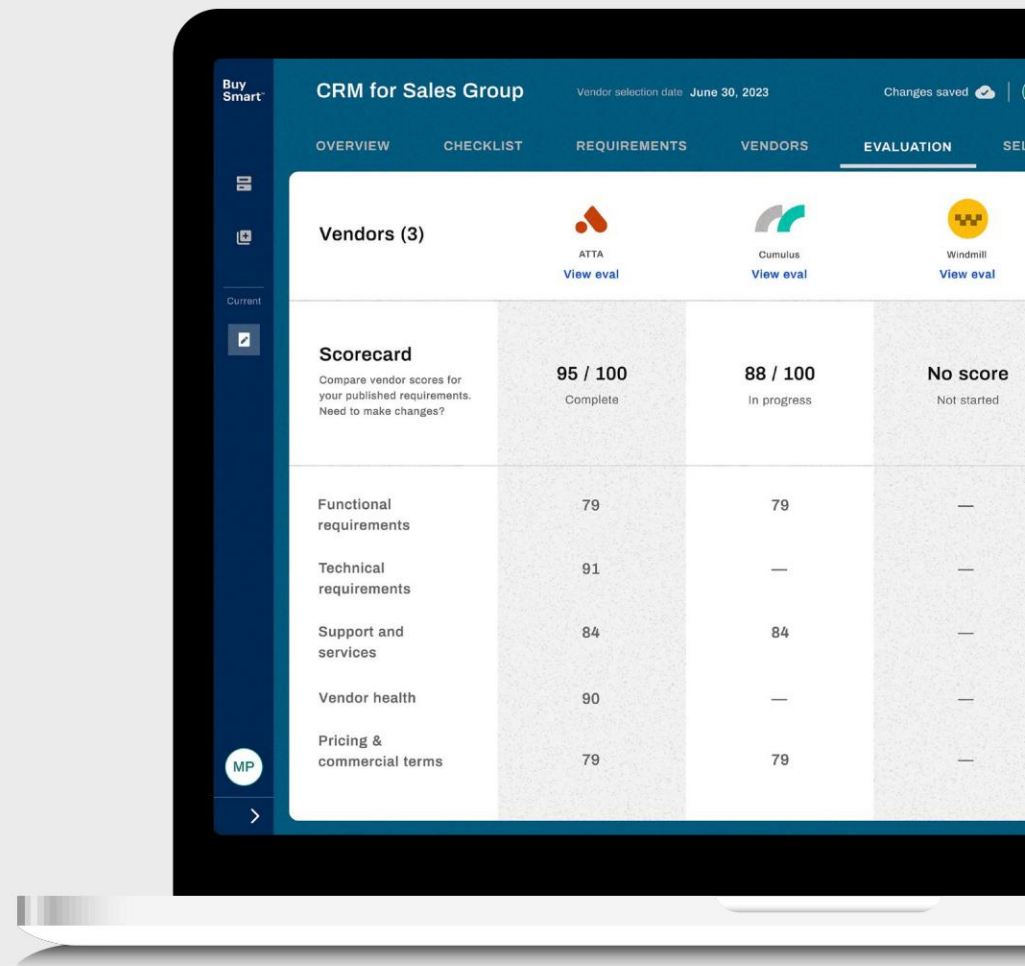 Buy
Smart™
CRM for Sales Group
Vendor selection date June 30, 2023
Changes saved
OVERVIEW CHECKLIST REQUIREMENTS VENDORS EVALUATION
Vendors (3)
ATTA
View eval
Cumulus
View eval
Windmill
View eval
Current
Scorecard
Compare vendor scores for
your published requirements.
Need to make changes?
95 / 100
Complete
88 / 100
In progress
No score
Not started
Functional
requirements
79 79 —
Technical
requirements
91 — —
Support and
services
84 84 —
Vendor health 90 — —
Pricing &
commercial terms
79 79 —
MP